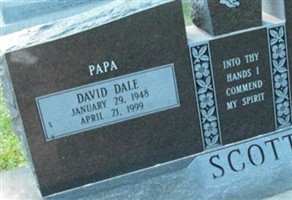 PAPA
DAVID DALE
JANUARY 29, 1948
APRIL 21, 1999
INTO THY
HANDS I
COMMEND
MY SPIRIT
SCOTT